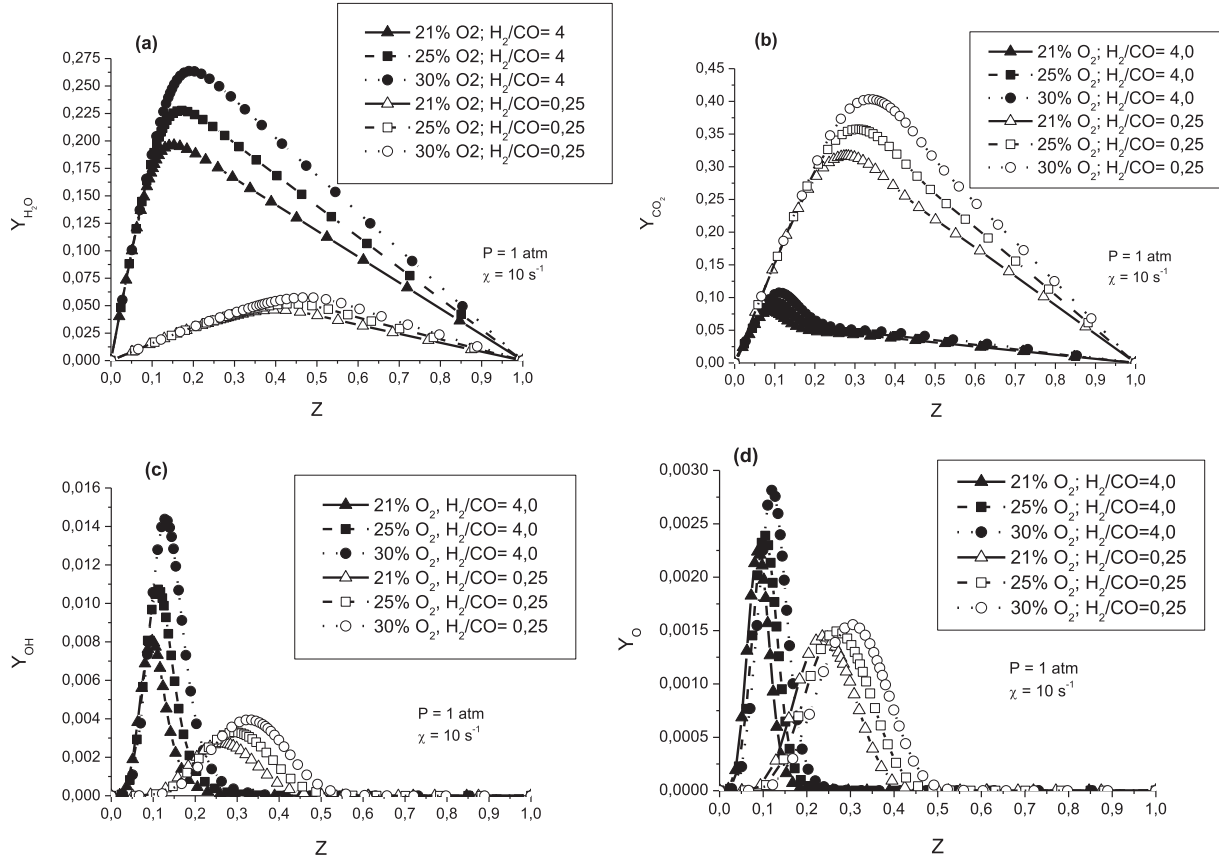 (a)
21% O2; H₂/CO= 4
25% O2; H₂/CO= 4
30% O2; H₂/CO= 4
21% O2; H₂/CO=0,25
25% O2; H₂/CO=0,25
30% O2; H₂/CO=0,25
0,275
0,250
0,225
0,200
0,175
0,150
0,125
0,100
0,075
0,050
0,025
0,000
Y_H₂O
P = 1 atm
χ = 10 s⁻¹
0,0 0,1 0,2 0,3 0,4 0,5 0,6 0,7 0,8 0,9 1,0
Z
(b)
21% O₂; H₂/CO= 4,0
25% O₂; H₂/CO= 4,0
30% O₂; H₂/CO= 4,0
21% O₂; H₂/CO= 0,25
25% O₂; H₂/CO= 0,25
30% O₂; H₂/CO= 0,25
0,45
0,40
0,35
0,30
0,25
0,20
0,15
0,10
0,05
0,00
Y_CO₂
P = 1 atm
χ = 10 s⁻¹
0,0 0,1 0,2 0,3 0,4 0,5 0,6 0,7 0,8 0,9 1,0
Z
(c)
21% O₂, H₂/CO= 4,0
25% O₂, H₂/CO= 4,0
30% O₂, H₂/CO= 4,0
21% O₂, H₂/CO= 0,25
25% O₂, H₂/CO= 0,25
30% O₂, H₂/CO= 0,25
0,016
0,014
0,012
0,010
0,008
0,006
0,004
0,002
0,000
Y_OH
P = 1 atm
χ = 10 s⁻¹
0,0 0,1 0,2 0,3 0,4 0,5 0,6 0,7 0,8 0,9 1,0
Z
(d)
21% O₂; H₂/CO=4,0
25% O₂; H₂/CO=4,0
30% O₂; H₂/CO=4,0
21% O₂; H₂/CO=0,25
25% O₂; H₂/CO=0,25
30% O₂; H₂/CO=0,25
0,0030
0,0025
0,0020
0,0015
0,0010
0,0005
0,0000
Y_O
P = 1 atm
χ = 10 s⁻¹
0,0 0,1 0,2 0,3 0,4 0,5 0,6 0,7 0,8 0,9 1,0
Z